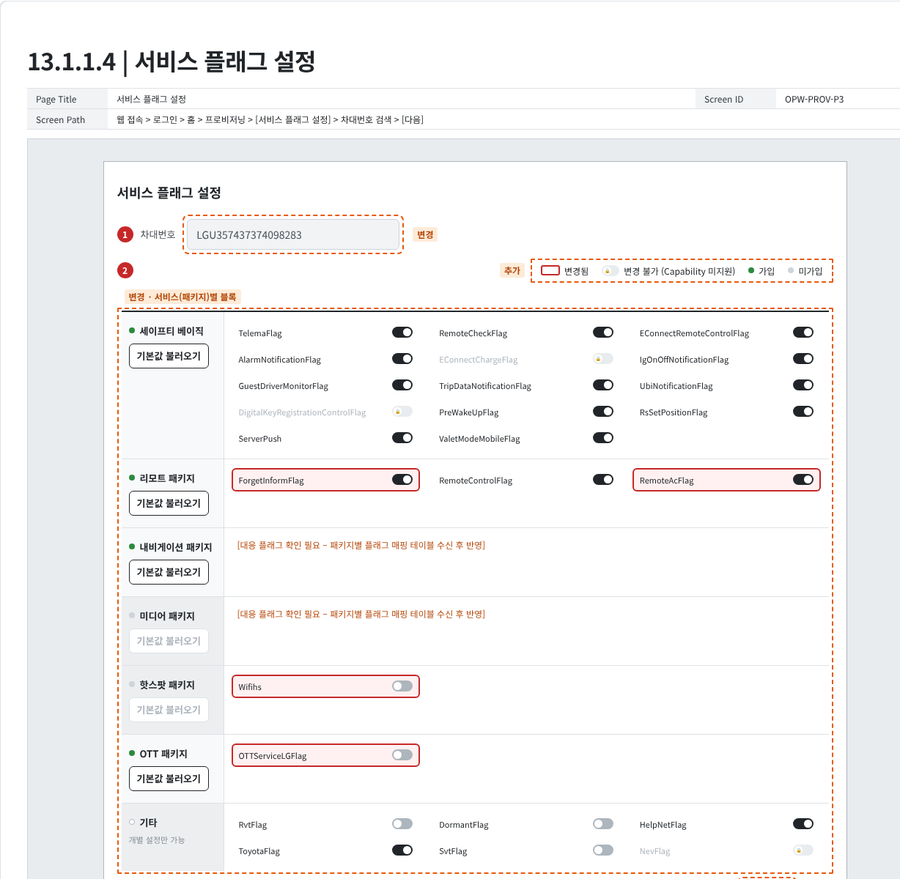 13.1.1.4 | 서비스 플래그 설정
Page Title 서비스 플래그 설정 Screen ID OPW-PROV-P3
Screen Path 웹 접속 > 로그인 > 홈 > 프로비저닝 > [서비스 플래그 설정] > 차대번호 검색 > [다음]
서비스 플래그 설정
1 차대번호 LGU357437374098283 변경
2 추가 변경됨 변경 불가 (Capability 미지원) 가입 미가입
변경 · 서비스(패키지)별 블록
세이프티 베이직
기본값 불러오기
TelemaFlag RemoteCheckFlag EConnectRemoteControlFlag
AlarmNotificationFlag EConnectChargeFlag IgOnOffNotificationFlag
GuestDriverMonitorFlag TripDataNotificationFlag UbiNotificationFlag
DigitalKeyRegistrationControlFlag PreWakeUpFlag RsSetPositionFlag
ServerPush ValetModeMobileFlag
리모트 패키지
기본값 불러오기
ForgetInformFlag RemoteControlFlag RemoteAcFlag
내비게이션 패키지
기본값 불러오기
[대응 플래그 확인 필요 – 패키지별 플래그 매핑 테이블 수신 후 반영]
미디어 패키지
기본값 불러오기
[대응 플래그 확인 필요 – 패키지별 플래그 매핑 테이블 수신 후 반영]
핫스팟 패키지
기본값 불러오기
Wifihs
OTT 패키지
기본값 불러오기
OTTServiceLGFlag
기타
개별 설정만 가능
RvtFlag DormantFlag HelpNetFlag
ToyotaFlag SvtFlag NevFlag